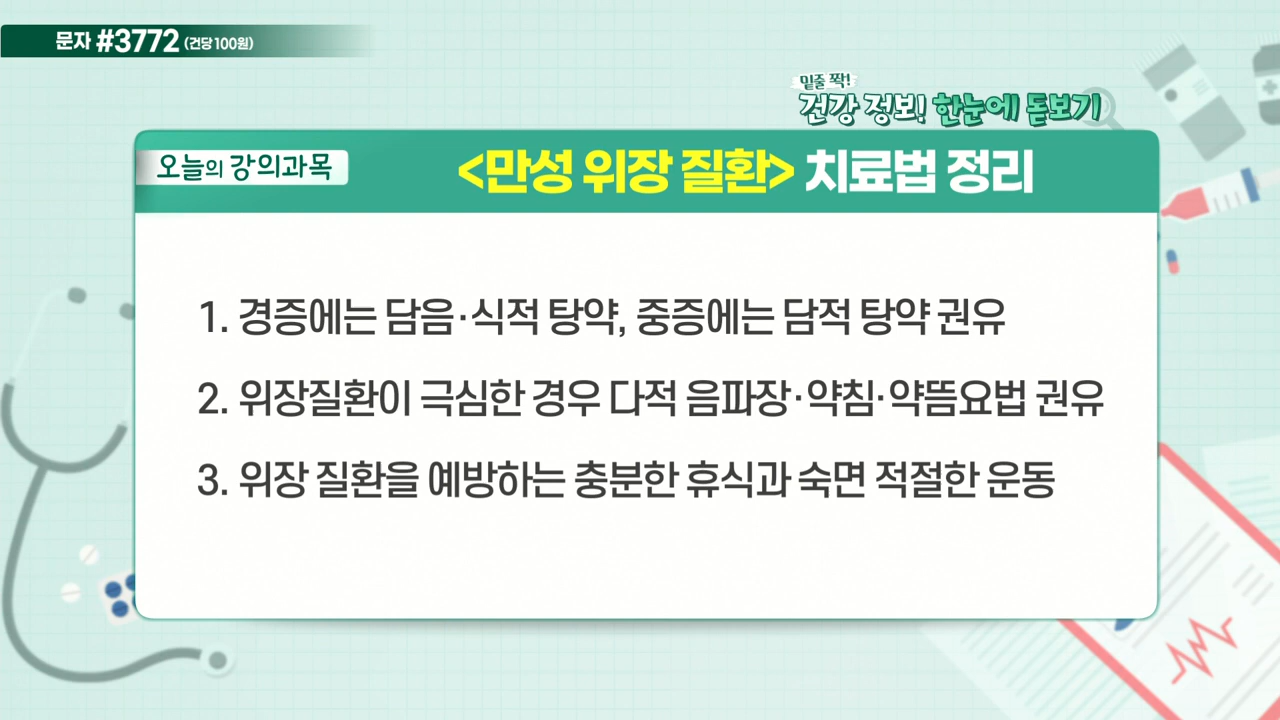 문자 #3772 (건당 100원)
밑줄 쫙!
건강 정보! 한눈에 돋보기
오늘의 강의과목
<만성 위장 질환> 치료법 정리
1. 경증에는 담음·식적 탕약, 중증에는 담적 탕약 권유
2. 위장질환이 극심한 경우 다적 음파장·약침·약뜸요법 권유
3. 위장 질환을 예방하는 충분한 휴식과 숙면 적절한 운동